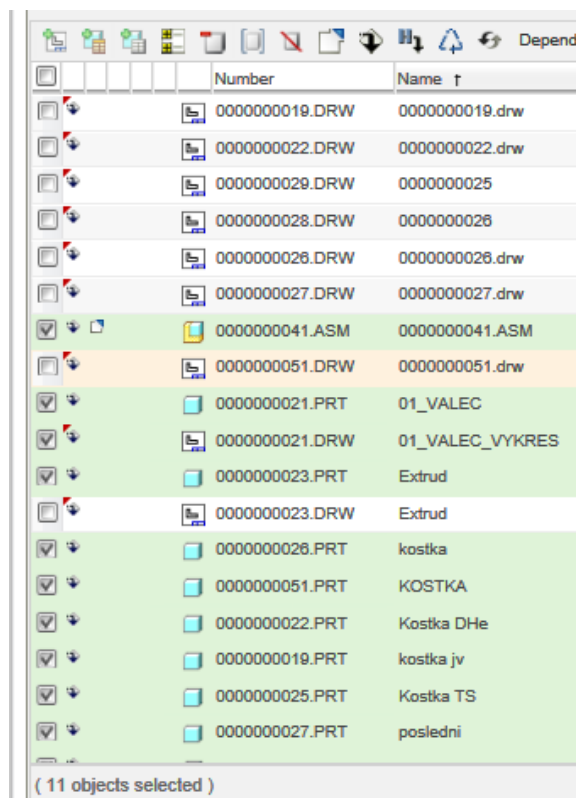 Depend
Number Name ↑
0000000019.DRW 0000000019.drw
0000000022.DRW 0000000022.drw
0000000029.DRW 0000000025
0000000028.DRW 0000000026
0000000026.DRW 0000000026.drw
0000000027.DRW 0000000027.drw
0000000041.ASM 0000000041.ASM
0000000051.DRW 0000000051.drw
0000000021.PRT 01_VALEC
0000000021.DRW 01_VALEC_VYKRES
0000000023.PRT Extrud
0000000023.DRW Extrud
0000000026.PRT kostka
0000000051.PRT KOSTKA
0000000022.PRT Kostka DHe
0000000019.PRT kostka jv
0000000025.PRT Kostka TS
0000000027.PRT posledni
( 11 objects selected )